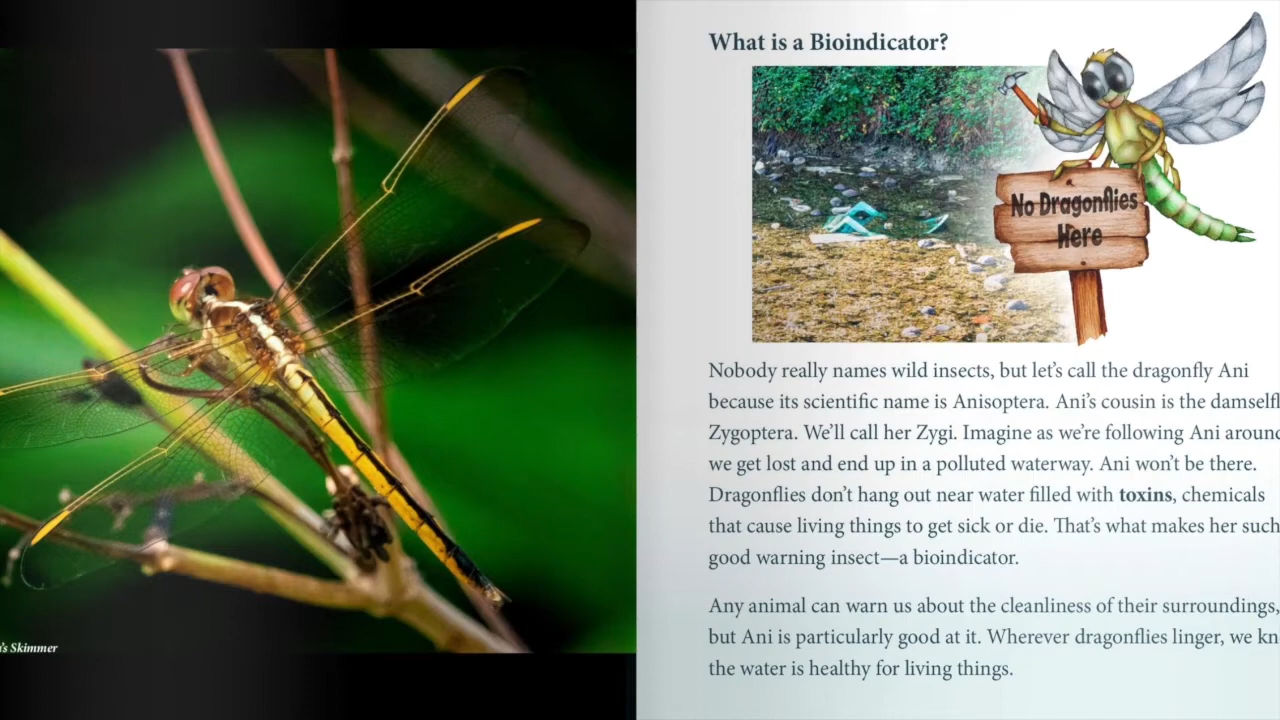 What is a Bioindicator?
No Dragonflies
Here
Nobody really names wild insects, but let's call the dragonfly Ani
because its scientific name is Anisoptera. Ani's cousin is the
Zygoptera. We'll call her Zygi. Imagine as we're following Ani
we get lost and end up in a polluted waterway. Ani won't be there.
Dragonflies don't hang out near water filled with toxins, chemicals
that cause living things to get sick or die. That's what makes her such
good warning insect—a bioindicator.
Any animal can warn us about the cleanliness of their surroundings,
but Ani is particularly good at it. Wherever dragonflies linger, we
the water is healthy for living things.
Skimmer